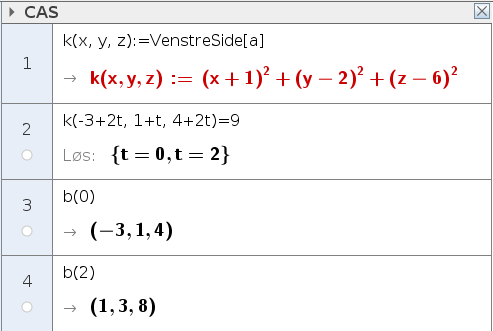 CAS
1
k(x, y, z):=VenstreSide[a]
→ k(x,y,z) := (x+1)² + (y−2)² + (z−6)²
2
k(-3+2t, 1+t, 4+2t)=9
Løs: {t = 0, t = 2}
3
b(0)
→ (−3, 1, 4)
4
b(2)
→ (1, 3, 8)